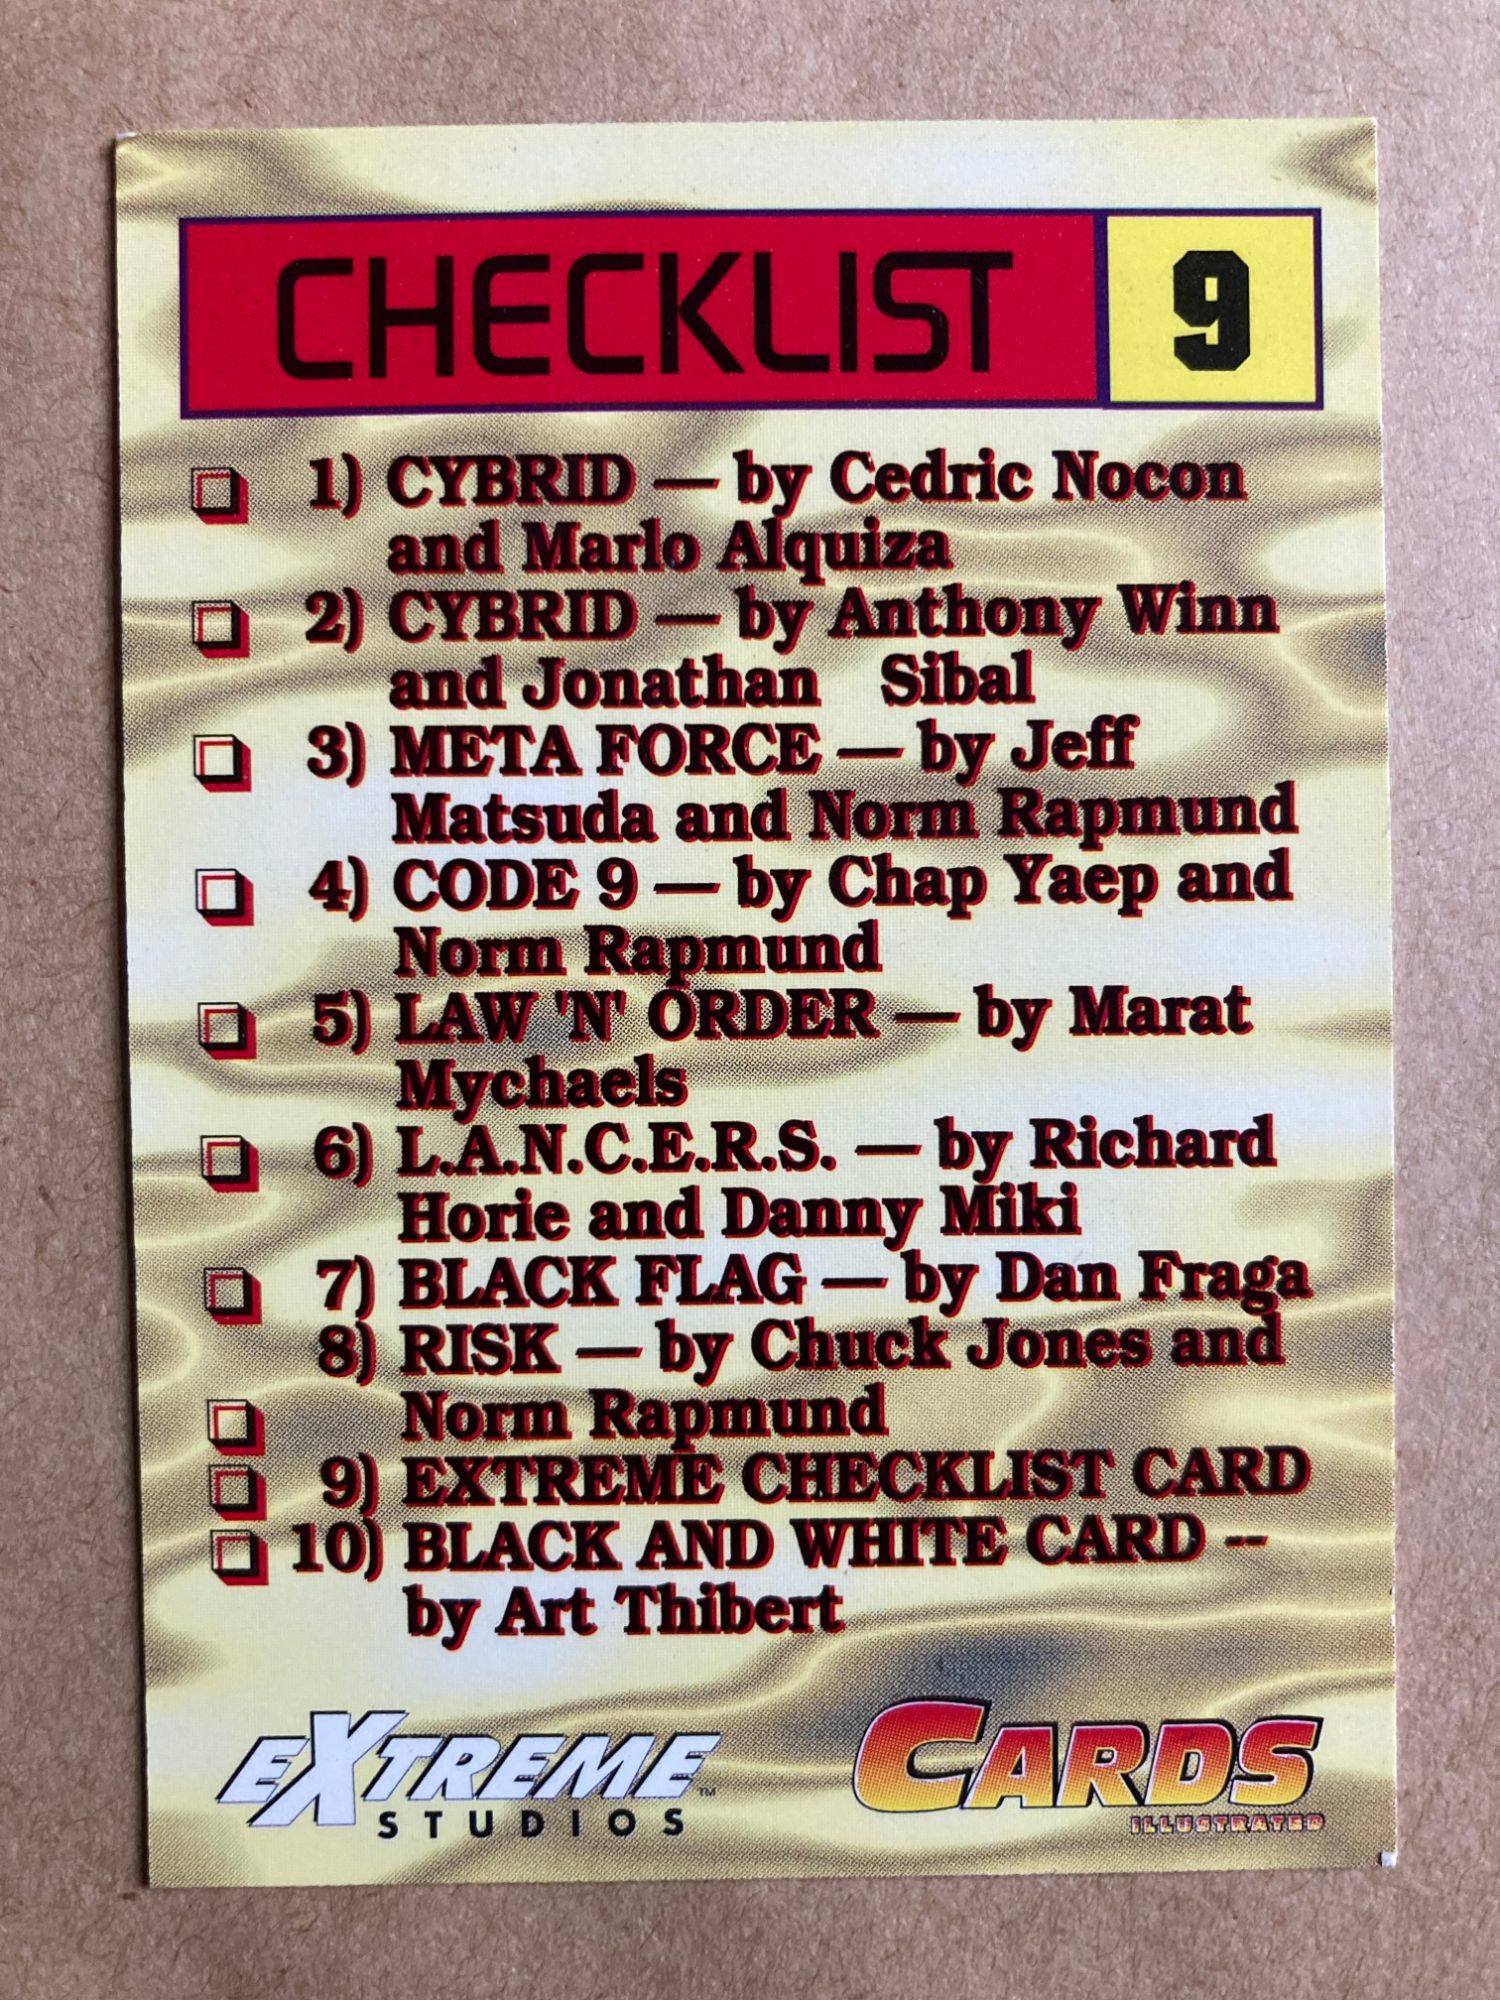 CHECKLIST 9
1) CYBRID — by Cedric Nocon
and Marlo Alquiza
2) CYBRID — by Anthony Winn
and Jonathan Sibal
3) META FORCE — by Jeff
Matsuda and Norm Rapmund
4) CODE 9 — by Chap Yaep and
Norm Rapmund
5) LAW 'N' ORDER — by Marat
Mychaels
6) L.A.N.C.E.R.S. — by Richard
Horie and Danny Miki
7) BLACK FLAG — by Dan Fraga
8) RISK — by Chuck Jones and
Norm Rapmund
9) EXTREME CHECKLIST CARD
10) BLACK AND WHITE CARD --
by Art Thibert
EXTREME™
STUDIOS
CARDS
ILLUSTRATED